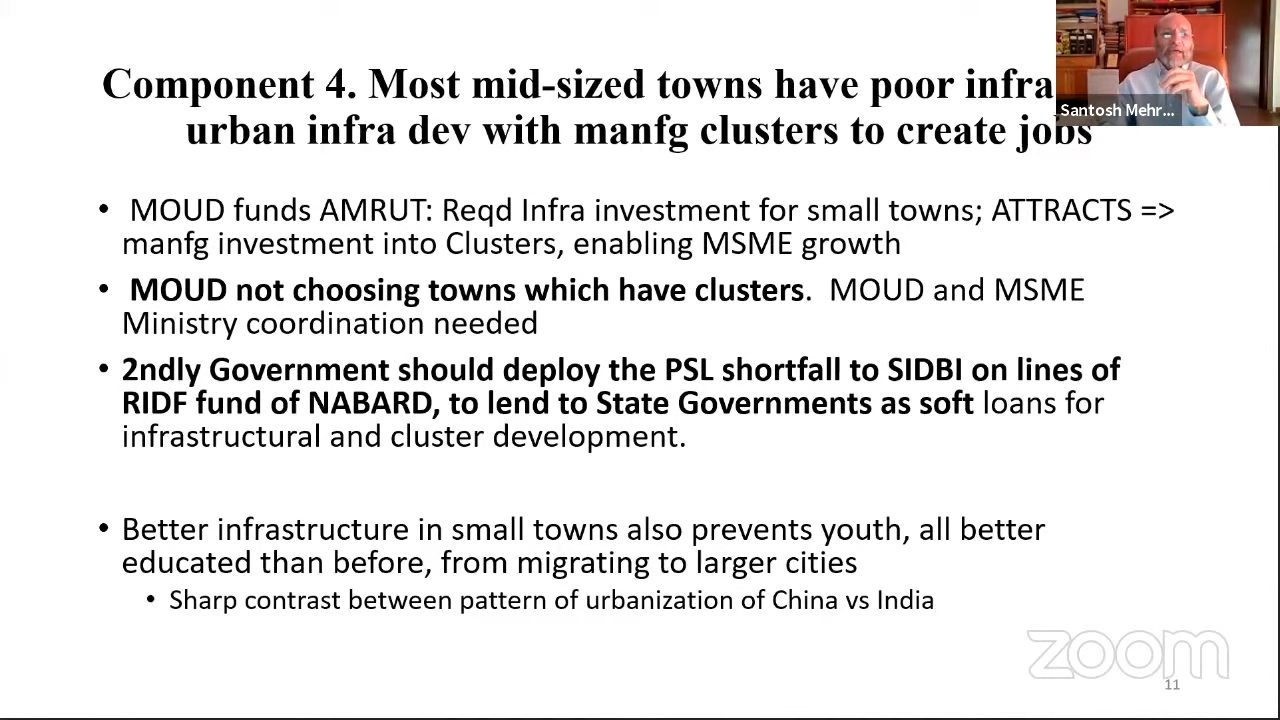 Component 4. Most mid-sized towns have poor infra
urban infra dev with manfg clusters to create jobs
Santosh Mehr...
• MOUD funds AMRUT: Reqd Infra investment for small towns; ATTRACTS =>
manfg investment into Clusters, enabling MSME growth
• MOUD not choosing towns which have clusters. MOUD and MSME
Ministry coordination needed
• 2ndly Government should deploy the PSL shortfall to SIDBI on lines of
RIDF fund of NABARD, to lend to State Governments as soft loans for
infrastructural and cluster development.
• Better infrastructure in small towns also prevents youth, all better
educated than before, from migrating to larger cities
• Sharp contrast between pattern of urbanization of China vs India
zoom
11